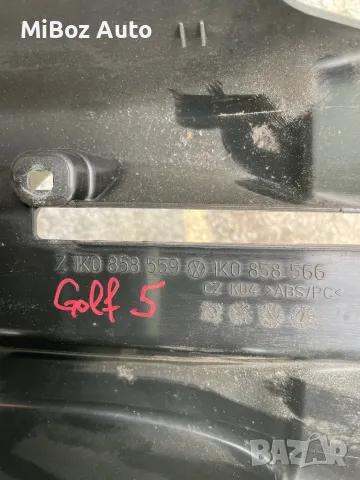 MiBoz Auto
Z 1K0 858 559 1K0 858 566
CZ KU4 >ABS/PC<
Golf 5
BAZAR